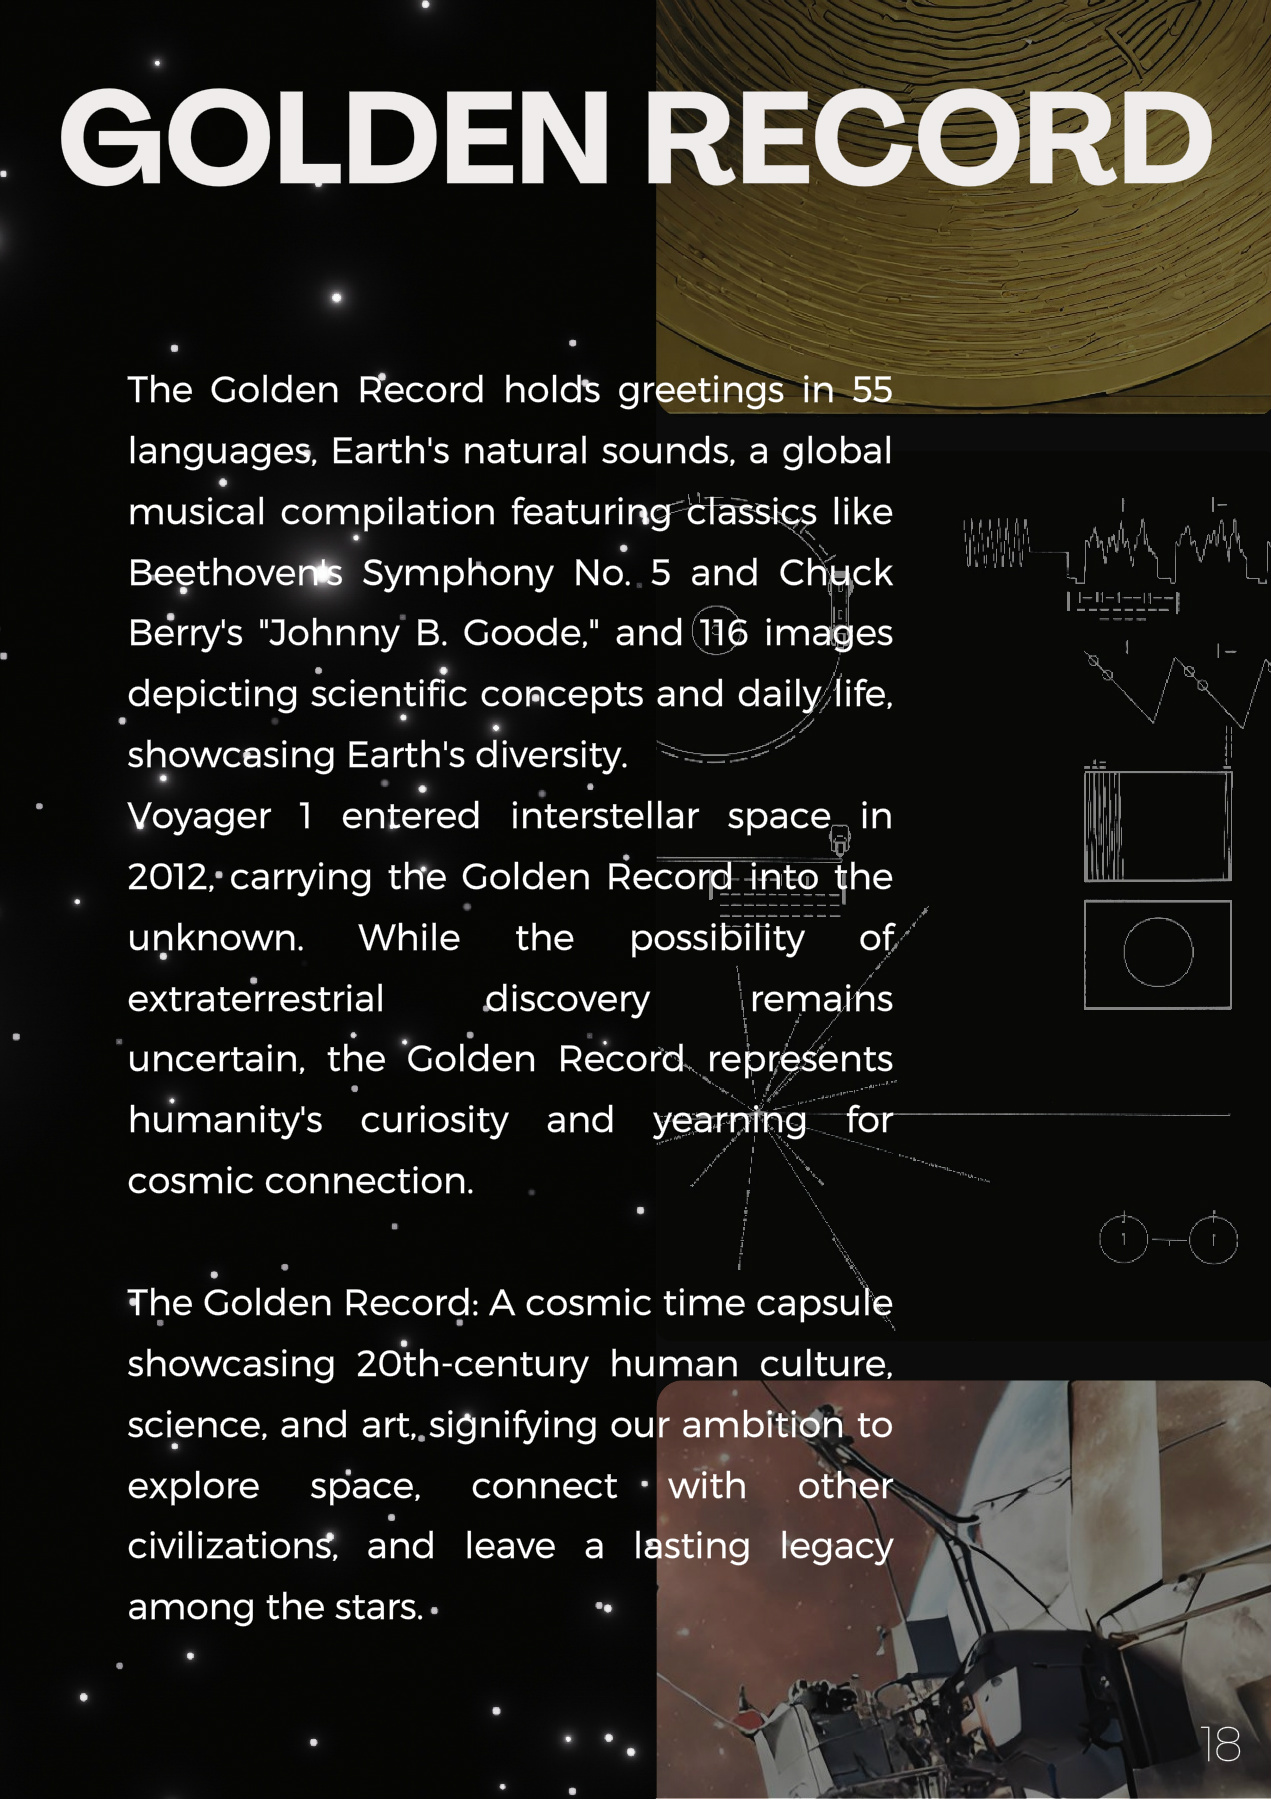 GOLDEN RECORD
The Golden Record holds greetings in 55
languages, Earth's natural sounds, a global
musical compilation featuring classics like
Beethoven's Symphony No. 5 and Chuck
Berry's "Johnny B. Goode," and 116 images
depicting scientific concepts and daily life,
showcasing Earth's diversity.
Voyager 1 entered interstellar space in
2012, carrying the Golden Record into the
unknown. While the possibility of
extraterrestrial discovery remains
uncertain, the Golden Record represents
humanity's curiosity and yearning for
cosmic connection.
The Golden Record: A cosmic time capsule
showcasing 20th-century human culture,
science, and art, signifying our ambition to
explore space, connect with other
civilizations, and leave a lasting legacy
among the stars.
18